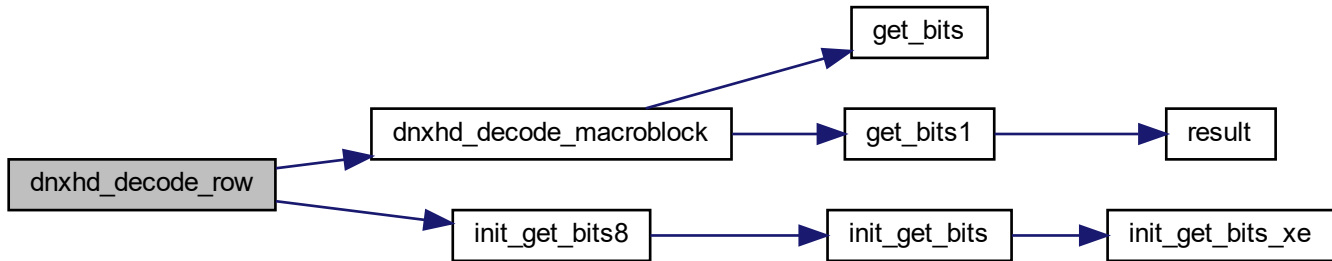 get_bits
dnxhd_decode_macroblock
get_bits1
result
dnxhd_decode_row
init_get_bits8
init_get_bits
init_get_bits_xe